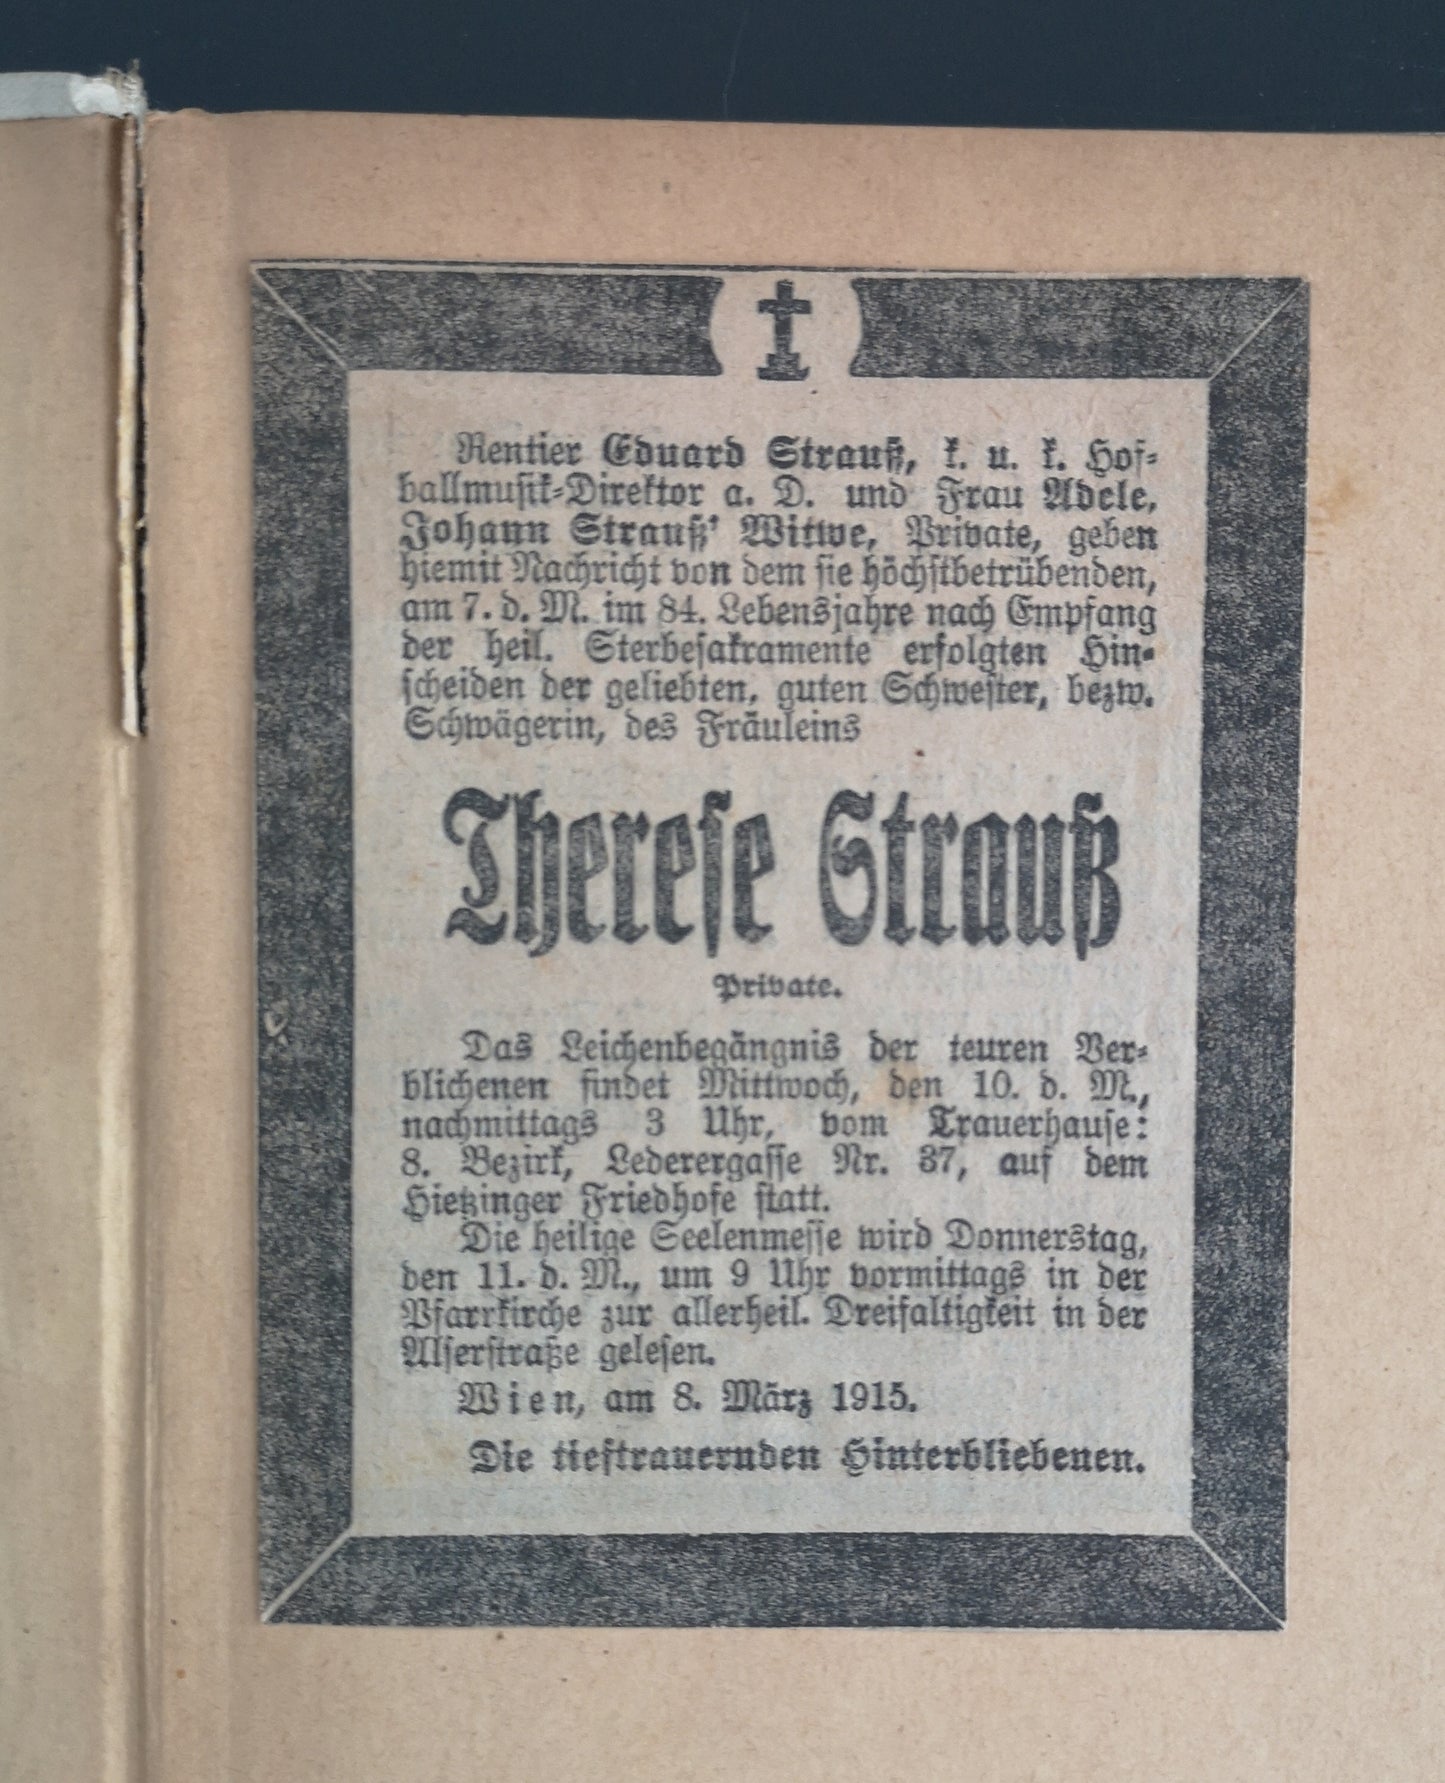 Rentier Eduard Strauß, k. u. k. Hof-
ballmusik-Direktor a. D. und Frau Adele,
Johann Strauß' Witwe, Private, geben
hiemit Nachricht von dem sie höchstbetrübenden,
am 7. d. M. im 84. Lebensjahre nach Empfang
der heil. Sterbesakramente erfolgten Hin-
scheiden der geliebten, guten Schwester, bezw.
Schwägerin, des Fräuleins
Therese Strauß
Private.
Das Leichenbegängnis der teuren Ver-
blichenen findet Mittwoch, den 10. d. M.,
nachmittags 3 Uhr, vom Trauerhause:
8. Bezirk, Lederergasse Nr. 37, auf dem
Hietzinger Friedhofe statt.
Die heilige Seelenmesse wird Donnerstag,
den 11. d. M., um 9 Uhr vormittags in der
Pfarrkirche zur allerheil. Dreifaltigkeit in der
Alserstraße gelesen.
Wien, am 8. März 1915.
Die tieftrauernden Hinterbliebenen.